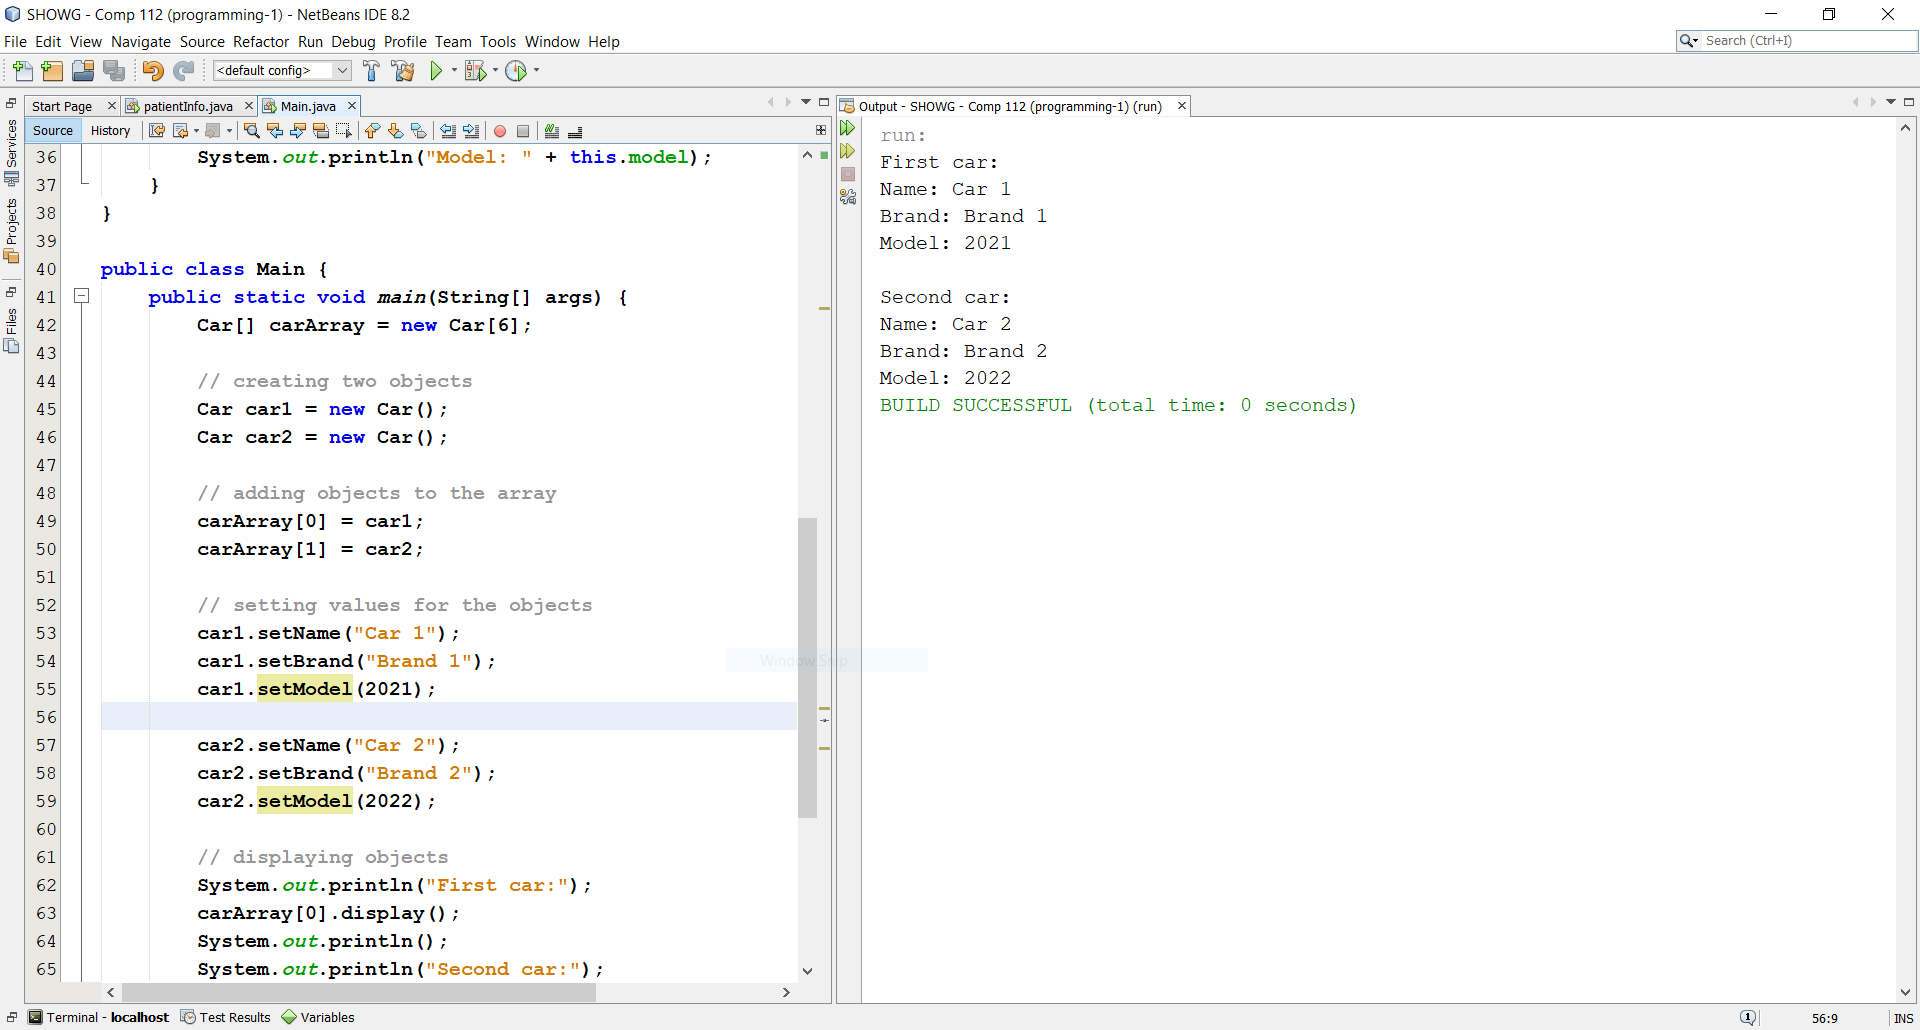 SHOWG - Comp 112 (programming-1) - NetBeans IDE 8.2
File Edit View Navigate Source Refactor Run Debug Profile Team Tools Window Help
Search (Ctrl+I)
<default config>
Services
Projects
Files
Start Page
patientInfo.java
Main.java
Source History
36 System.out.println("Model: " + this.model);
37 }
38 }
39
40 public class Main {
41 public static void main(String[] args) {
42 Car[] carArray = new Car[6];
43
44 // creating two objects
45 Car car1 = new Car();
46 Car car2 = new Car();
47
48 // adding objects to the array
49 carArray[0] = car1;
50 carArray[1] = car2;
51
52 // setting values for the objects
53 car1.setName("Car 1");
54 car1.setBrand("Brand 1");
55 car1.setModel(2021);
56
57 car2.setName("Car 2");
58 car2.setBrand("Brand 2");
59 car2.setModel(2022);
60
61 // displaying objects
62 System.out.println("First car:");
63 carArray[0].display();
64 System.out.println();
65 System.out.println("Second car:");
Window Snip
Output - SHOWG - Comp 112 (programming-1) (run)
run:
First car:
Name: Car 1
Brand: Brand 1
Model: 2021
Second car:
Name: Car 2
Brand: Brand 2
Model: 2022
BUILD SUCCESSFUL (total time: 0 seconds)
Terminal - localhost Test Results Variables
1
56:9
INS